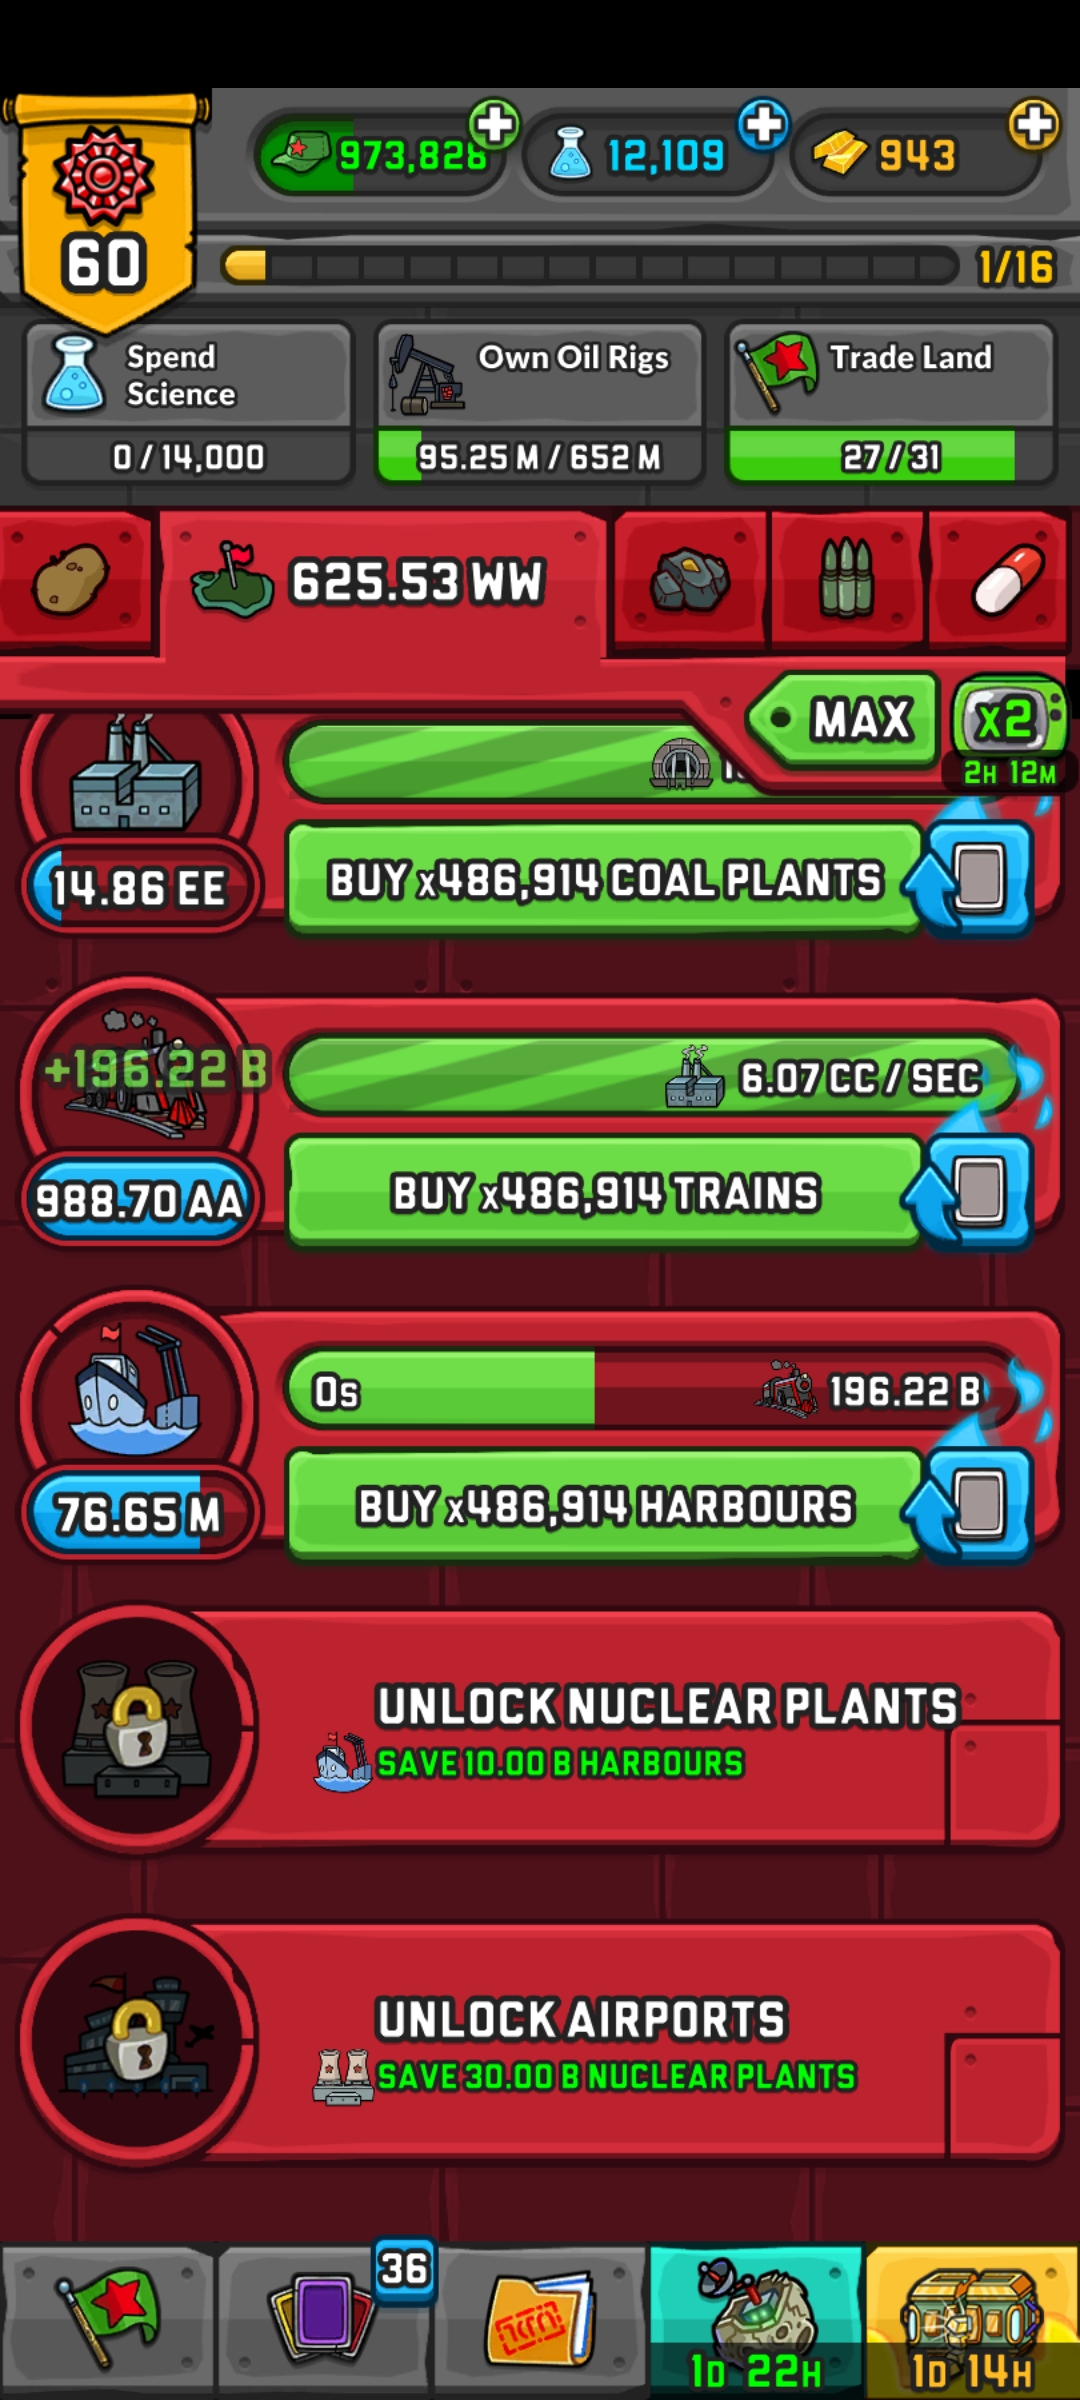 973,828
12,109
943
60
1/16
Spend
Science
Own Oil Rigs
Trade Land
0 / 14,000
95.25 M / 652 M
27 / 31
625.53 WW
MAX
x2
2H 12M
14.86 EE
BUY x486,914 COAL PLANTS
+196.22 B
6.07 CC / SEC
988.70 AA
BUY x486,914 TRAINS
0s
196.22 B
76.65 M
BUY x486,914 HARBOURS
UNLOCK NUCLEAR PLANTS
SAVE 10.00 B HARBOURS
UNLOCK AIRPORTS
SAVE 30.00 B NUCLEAR PLANTS
36
1D 22H
1D 14H